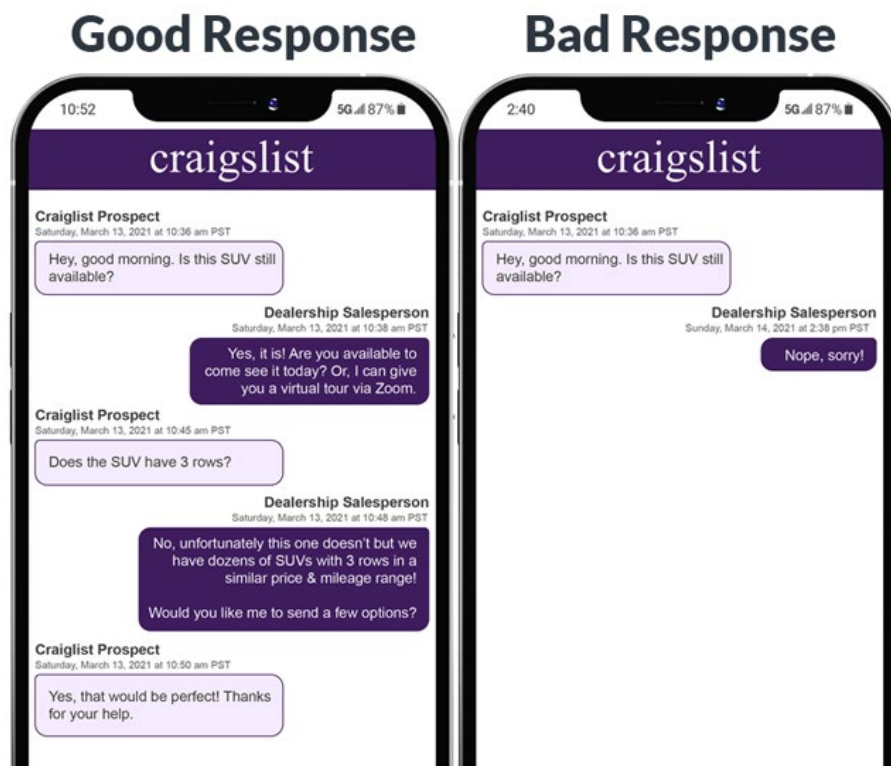 Good Response
10:52
5G 87%
craigslist
Craiglist Prospect
Saturday, March 13, 2021 at 10:36 am PST
Hey, good morning. Is this SUV still
available?
Dealership Salesperson
Saturday, March 13, 2021 at 10:38 am PST
Yes, it is! Are you available to
come see it today? Or, I can give
you a virtual tour via Zoom.
Craiglist Prospect
Saturday, March 13, 2021 at 10:45 am PST
Does the SUV have 3 rows?
Dealership Salesperson
Saturday, March 13, 2021 at 10:48 am PST
No, unfortunately this one doesn't but we
have dozens of SUVs with 3 rows in a
similar price & mileage range!
Would you like me to send a few options?
Craiglist Prospect
Saturday, March 13, 2021 at 10:50 am PST
Yes, that would be perfect! Thanks
for your help.
Bad Response
2:40
5G 87%
craigslist
Craiglist Prospect
Saturday, March 13, 2021 at 10:36 am PST
Hey, good morning. Is this SUV still
available?
Dealership Salesperson
Sunday, March 14, 2021 at 2:38 pm PST
Nope, sorry!